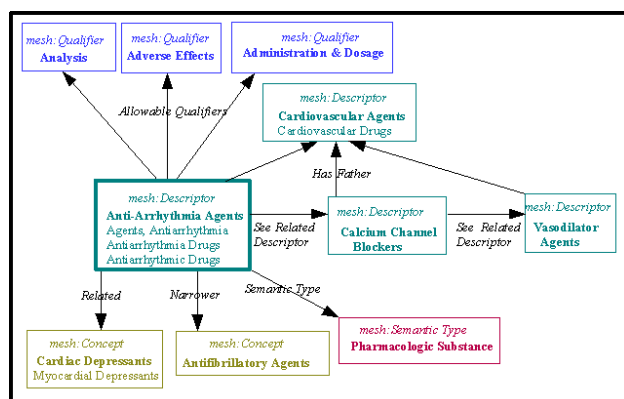 mesh:Qualifier
Analysis
mesh:Qualifier
Adverse Effects
mesh:Qualifier
Administration & Dosage
Allowable Qualifiers
mesh:Descriptor
Cardiovascular Agents
Cardiovascular Drugs
Has Father
mesh:Descriptor
Anti-Arrhythmia Agents
Agents, Antiarrhythmia
Antiarrhythmia Drugs
Antiarrhythmic Drugs
See Related
Descriptor
mesh:Descriptor
Calcium Channel
Blockers
See Related
Descriptor
mesh:Descriptor
Vasodilator
Agents
Related
Narrower
Semantic Type
mesh:Concept
Cardiac Depressants
Myocardial Depressants
mesh:Concept
Antifibrillatory Agents
mesh:Semantic Type
Pharmacologic Substance